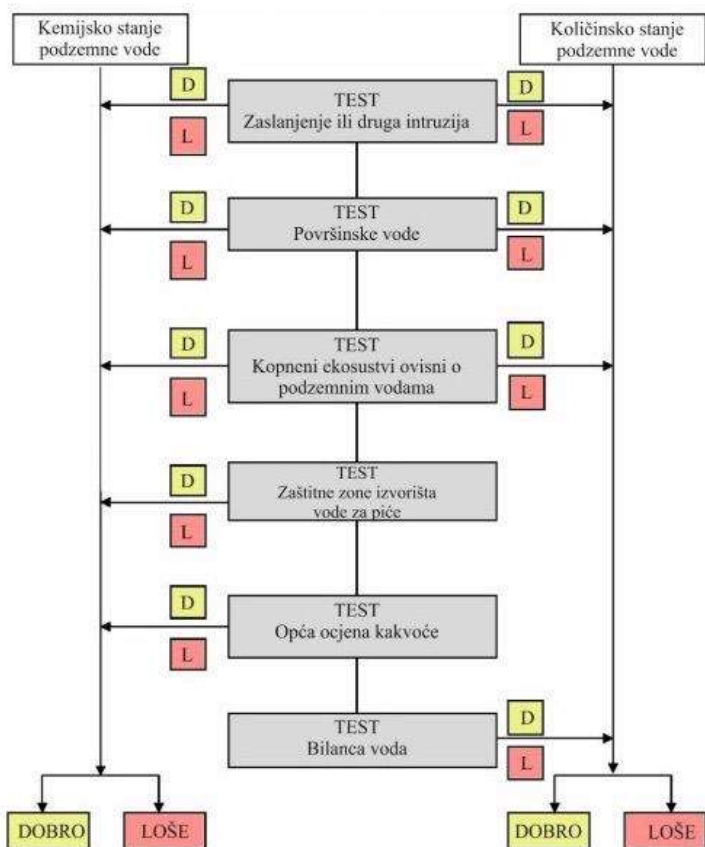 Kemijsko stanje
podzemne vode
Količinsko stanje
podzemne vode
D
L
TEST
Zaslanjenje ili druga intruzija
D
L
D
L
TEST
Površinske vode
D
L
D
L
TEST
Kopneni ekosustvi ovisni o
podzemnim vodama
D
L
D
L
TEST
Zaštitne zone izvorišta
vode za piće
D
L
TEST
Opća ocjena kakvoće
TEST
Bilanca voda
D
L
DOBRO
LOŠE
DOBRO
LOŠE